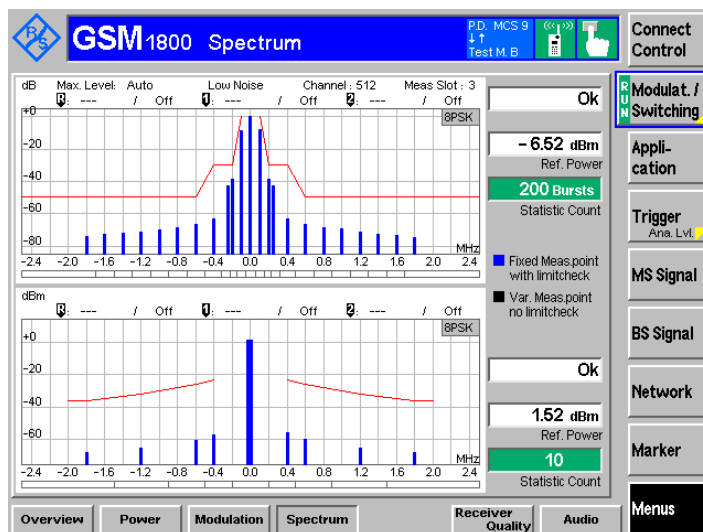 R/S
GSM 1800 Spectrum
P.D. MCS 9
↓↑
Test M. B
Connect
Control
dB Max. Level: Auto Low Noise Channel : 512 Meas Slot : 3
R: --- / Off 1: --- / Off 2: --- / Off
8PSK
+0
-20
-40
-60
-80
MHz
-2.4 -2.0 -1.6 -1.2 -0.8 -0.4 0.0 0.4 0.8 1.2 1.6 2.0 2.4
Ok
- 6.52 dBm
Ref. Power
200 Bursts
Statistic Count
Fixed Meas.point
with limitcheck
Var. Meas.point
no limitcheck
dBm
R: --- / Off 1: --- / Off 2: --- / Off
8PSK
+0
-20
-40
-60
MHz
-2.4 -2.0 -1.6 -1.2 -0.8 -0.4 0.0 0.4 0.8 1.2 1.6 2.0 2.4
Ok
1.52 dBm
Ref. Power
10
Statistic Count
RUN
Modulat. /
Switching
Appli-
cation
Trigger
Ana. Lvl.
MS Signal
BS Signal
Network
Marker
Menus
Overview Power Modulation Spectrum Receiver
Quality Audio